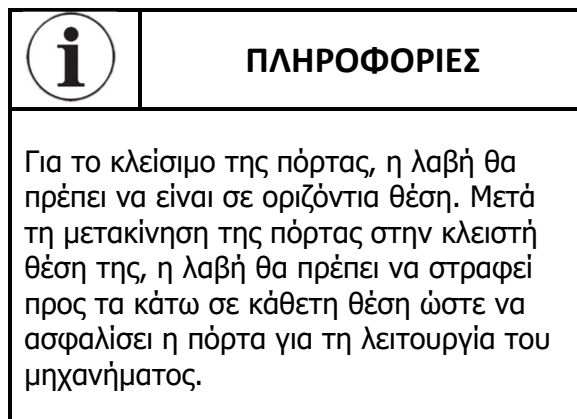 ΠΛΗΡΟΦΟΡΙΕΣ
Για το κλείσιμο της πόρτας, η λαβή θα
πρέπει να είναι σε οριζόντια θέση. Μετά
τη μετακίνηση της πόρτας στην κλειστή
θέση της, η λαβή θα πρέπει να στραφεί
προς τα κάτω σε κάθετη θέση ώστε να
ασφαλίσει η πόρτα για τη λειτουργία του
μηχανήματος.